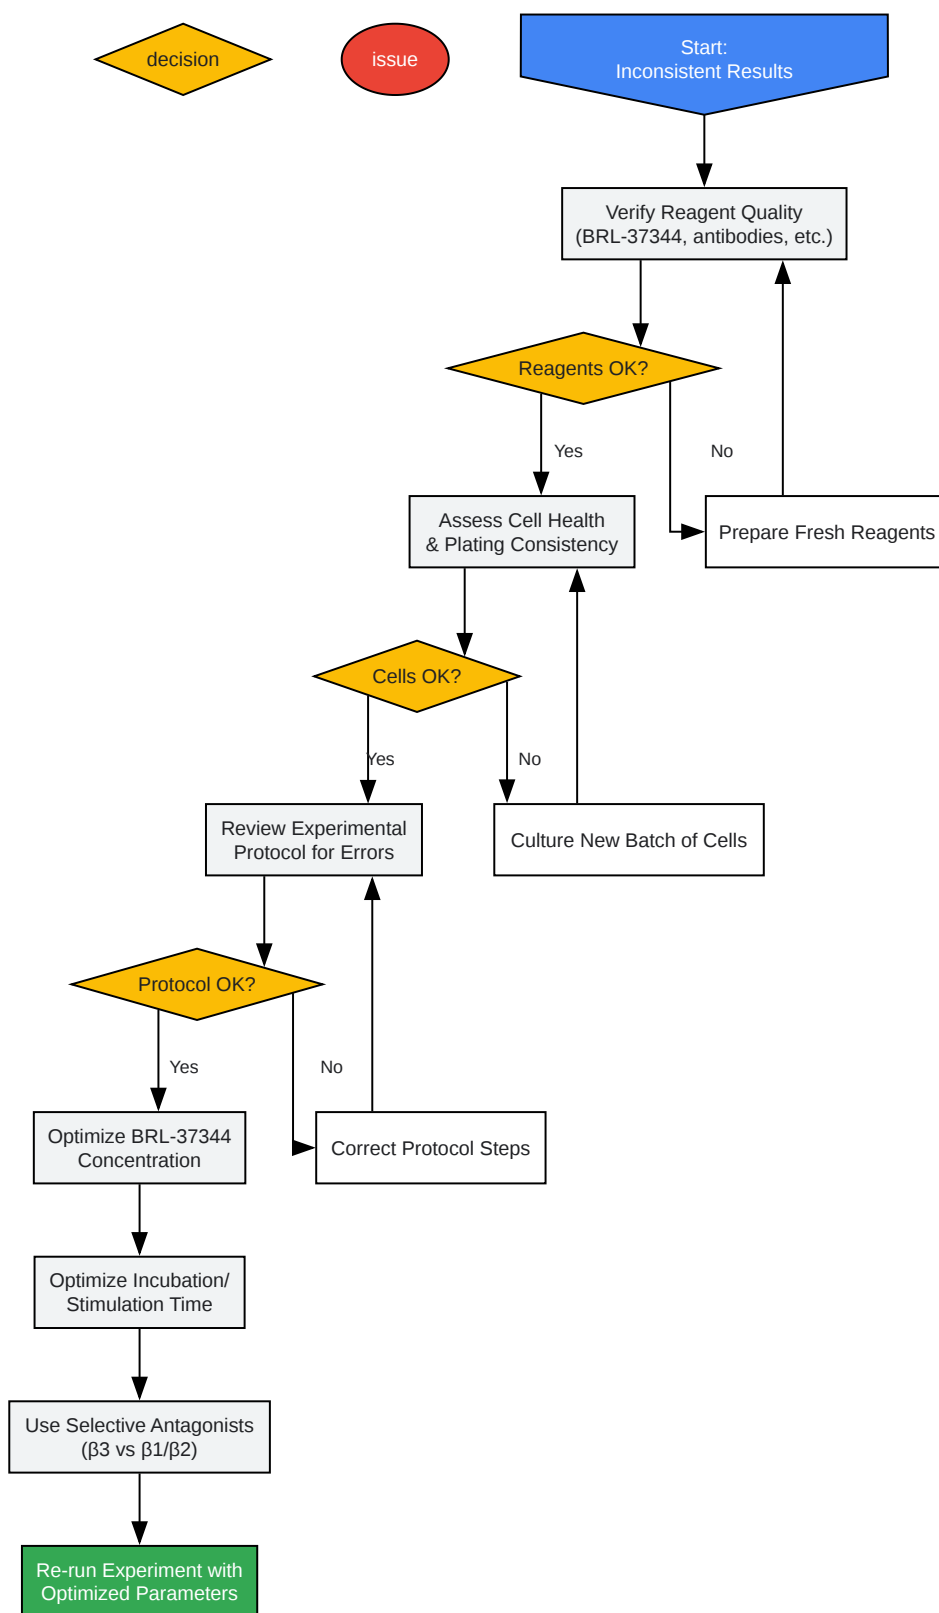 decision
issue
Start:
Inconsistent Results
Verify Reagent Quality
(BRL-37344, antibodies, etc.)
Reagents OK?
Yes
No
Assess Cell Health
& Plating Consistency
Prepare Fresh Reagents
Cells OK?
Yes
No
Review Experimental
Protocol for Errors
Culture New Batch of Cells
Protocol OK?
Yes
No
Optimize BRL-37344
Concentration
Correct Protocol Steps
Optimize Incubation/
Stimulation Time
Use Selective Antagonists
(β3 vs β1/β2)
Re-run Experiment with
Optimized Parameters